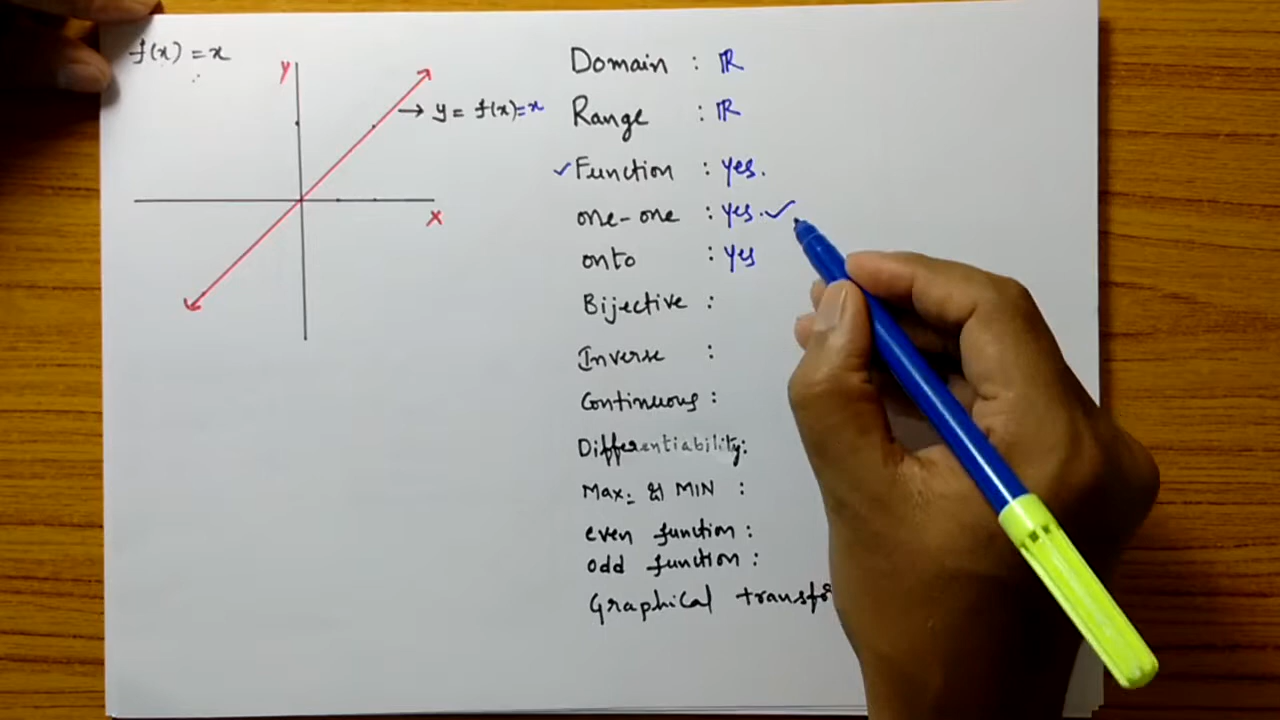 f(x) = x
y
→ y = f(x)=x
x
Domain : ℝ
Range : ℝ
✓Function : yes.
one-one : yes. ✓
onto : yes
Bijective :
Inverse :
Continuous :
Differentiability:
Max. & MIN :
even function :
odd function :
Graphical transfo